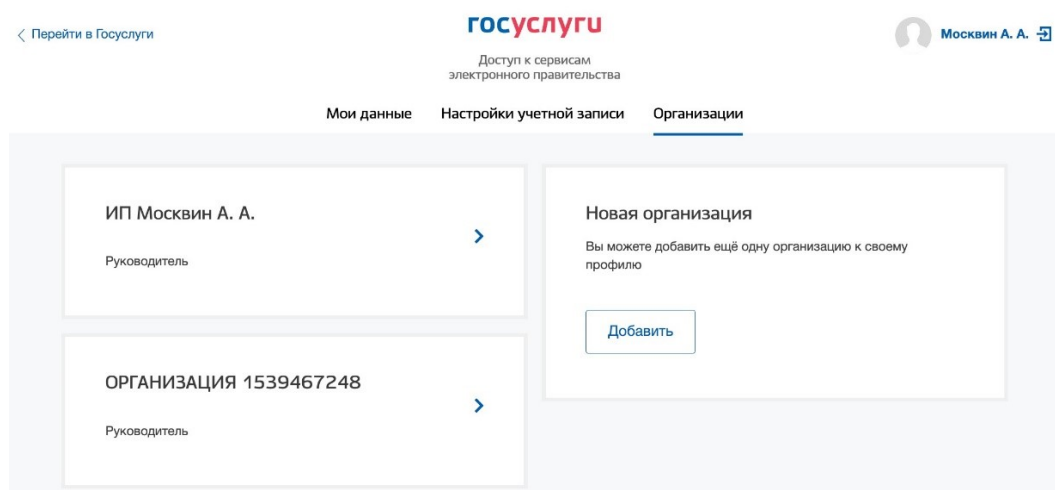 Перейти в Госуслуги
госуслуги
Москвин А. А.
Доступ к сервисам
электронного правительства
Мои данные Настройки учетной записи Организации
ИП Москвин А. А.
Руководитель
Новая организация
Вы можете добавить ещё одну организацию к своему
профилю
Добавить
ОРГАНИЗАЦИЯ 1539467248
Руководитель